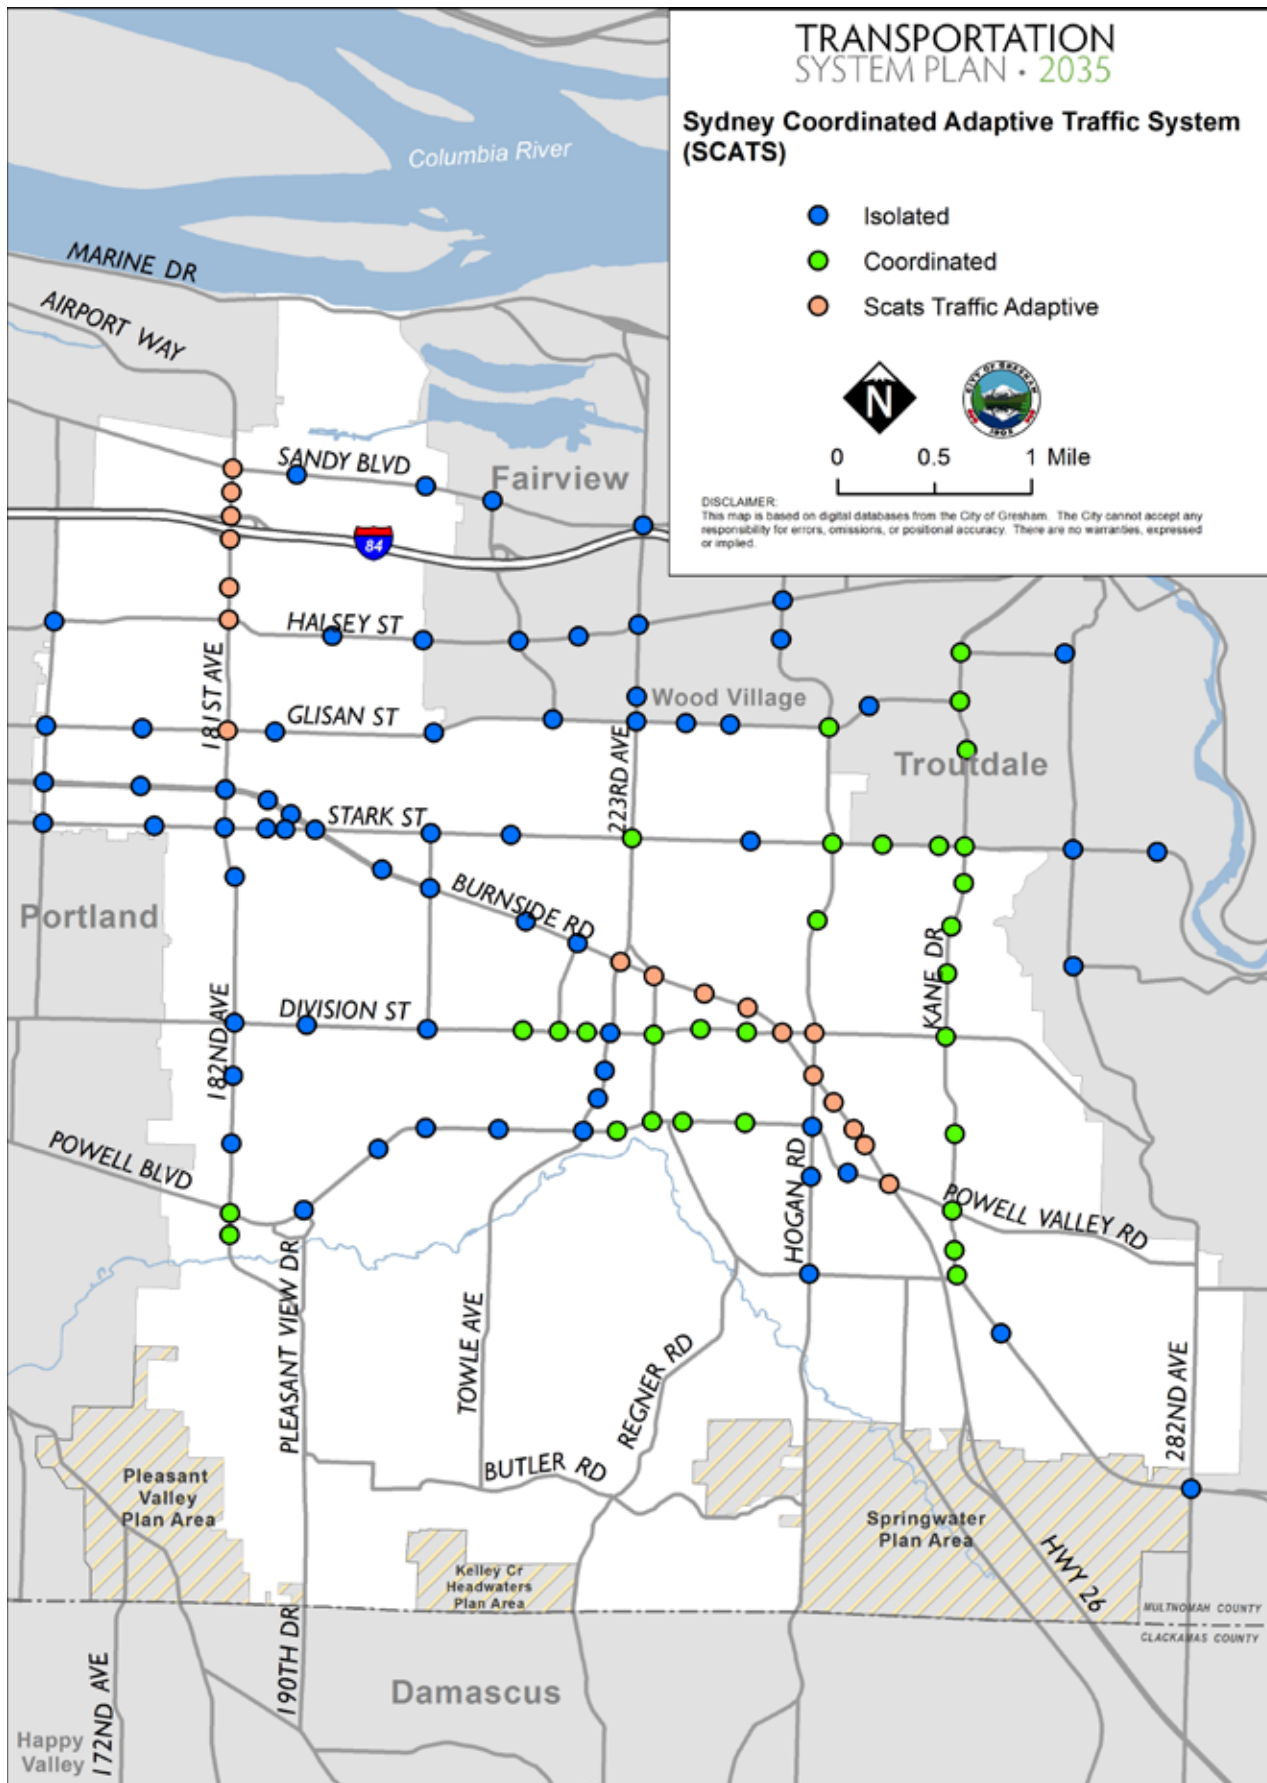 TRANSPORTATION
SYSTEM PLAN • 2035
Sydney Coordinated Adaptive Traffic System
(SCATS)
Isolated
Coordinated
Scats Traffic Adaptive
N
CITY OF GRESHAM
1905
0 0.5 1 Mile
DISCLAIMER:
This map is based on digital databases from the City of Gresham. The City cannot accept any
responsibility for errors, omissions, or positional accuracy. There are no warranties, expressed
or implied.
Columbia River
MARINE DR
AIRPORT WAY
SANDY BLVD
Fairview
84
HALSEY ST
181ST AVE
Wood Village
GLISAN ST
223RD AVE
Troutdale
STARK ST
BURNSIDE RD
Portland
KANE DR
182ND AVE
DIVISION ST
POWELL BLVD
HOGAN RD
POWELL VALLEY RD
PLEASANT VIEW DR
TOWLE AVE
REGNER RD
282ND AVE
BUTLER RD
Pleasant
Valley
Plan Area
Springwater
Plan Area
Kelley Cr
Headwaters
Plan Area
HWY 26
MULTNOMAH COUNTY
CLACKAMAS COUNTY
190TH DR
172ND AVE
Damascus
Happy
Valley